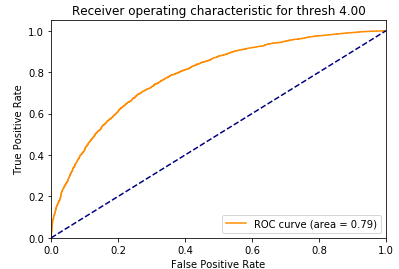 Receiver operating characteristic for thresh 4.00
True Positive Rate
1.0
0.8
0.6
0.4
0.2
0.0
ROC curve (area = 0.79)
0.0 0.2 0.4 0.6 0.8 1.0
False Positive Rate